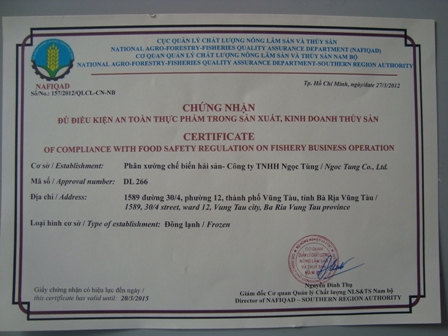 CỤC QUẢN LÝ CHẤT LƯỢNG NÔNG LÂM SẢN VÀ THỦY SẢN
NATIONAL AGRO-FORESTRY-FISHERIES QUALITY ASSURANCE DEPARTMENT (NAFIQAD)
CƠ QUAN QUẢN LÝ CHẤT LƯỢNG NÔNG LÂM SẢN VÀ THỦY SẢN NAM BỘ
NATIONAL AGRO-FORESTRY-FISHERIES QUALITY ASSURANCE DEPARTMENT-SOUTHERN REGION AUTHORITY
NAFIQAD
Số/No.: 157/2012/QLCL-CN-NB
Tp. Hồ Chí Minh, ngày/date: 27/3/2012
CHỨNG NHẬN
ĐỦ ĐIỀU KIỆN AN TOÀN THỰC PHẨM TRONG SẢN XUẤT, KINH DOANH THỦY SẢN
CERTIFICATE
OF COMPLIANCE WITH FOOD SAFETY REGULATION ON FISHERY BUSINESS OPERATION
Cơ sở / Establishment: Phân xưởng chế biến hải sản- Công ty TNHH Ngọc Tùng / Ngoc Tung Co., Ltd.
Mã số / Approval number: DL 266
Địa chỉ / Address: 1589 đường 30/4, phường 12, thành phố Vũng Tàu, tỉnh Bà Rịa Vũng Tàu /
1589, 30/4 street, ward 12, Vung Tau city, Ba Ria Vung Tau province
Loại hình cơ sở / Type of establishment: Đông lạnh / Frozen
Nguyễn Đình Thụ
Giấy chứng nhận có hiệu lực đến ngày /
this certificate has valid until: 20/3/2015
Giám đốc Cơ quan Quản lý Chất lượng NLS&TS Nam bộ
Director of NAFIQAD – SOUTHERN REGION AUTHORITY